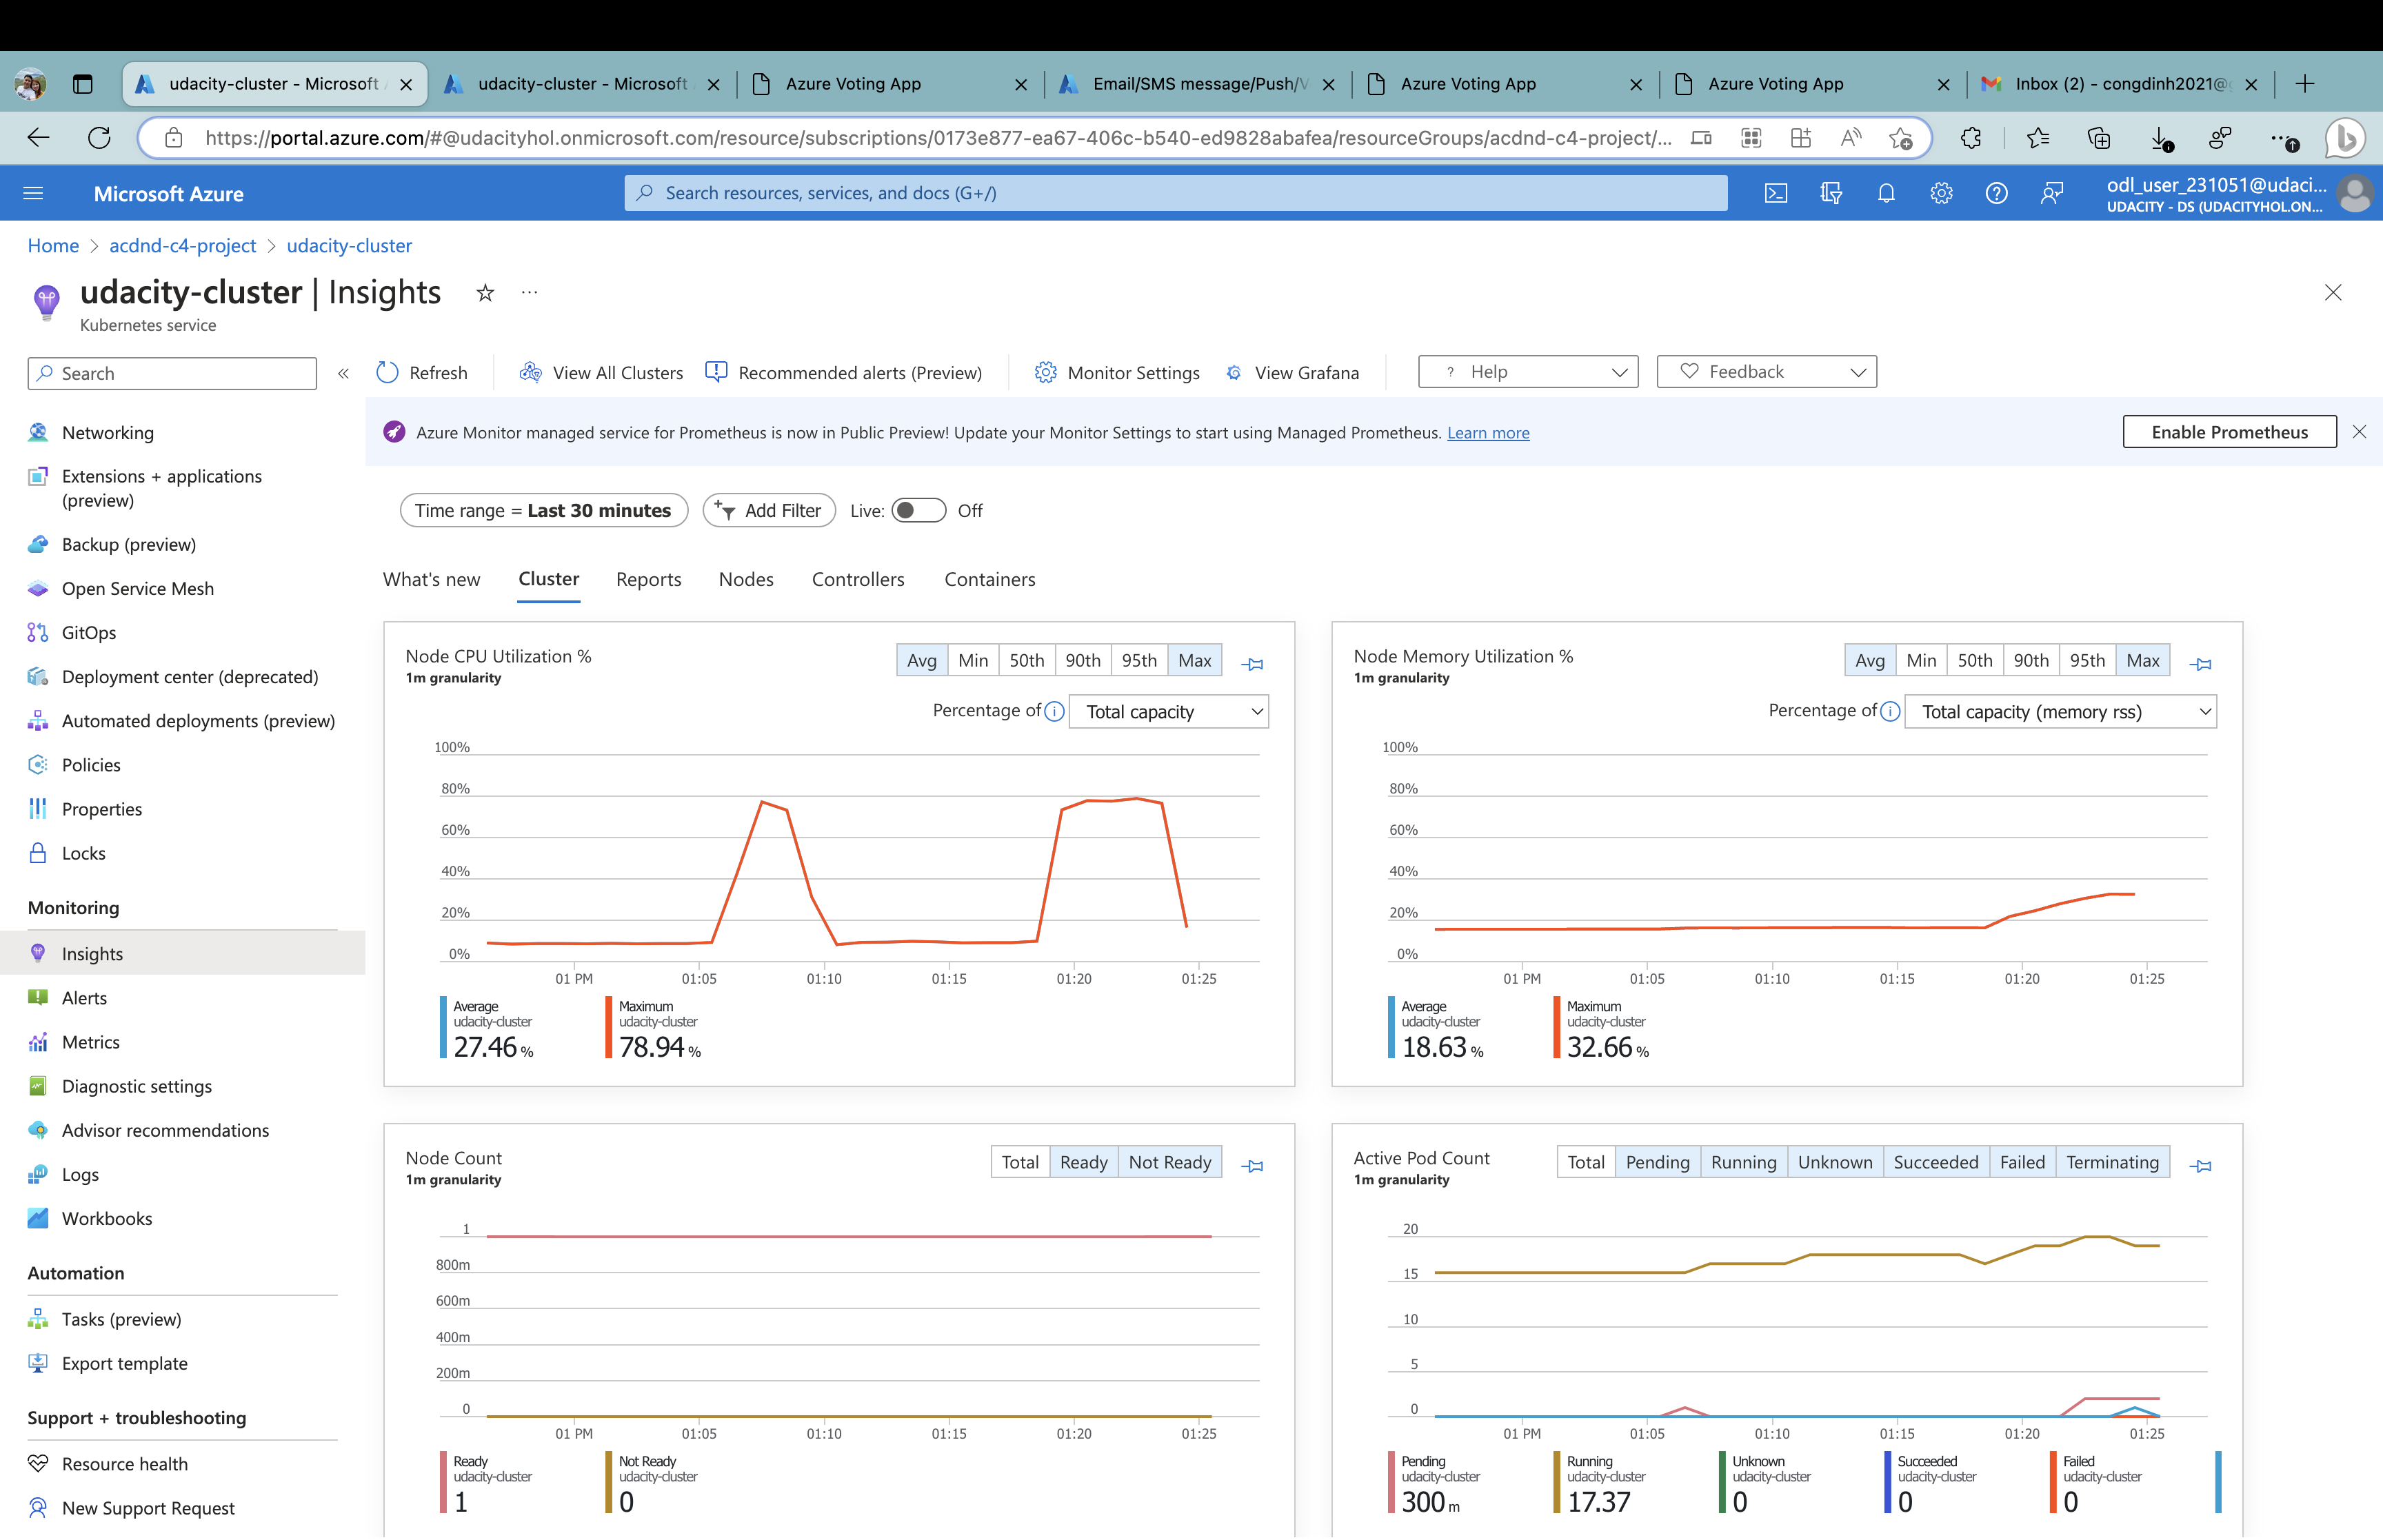 udacity-cluster - Microsoft A
udacity-cluster - Microsoft
Azure Voting App
Email/SMS message/Push/V
Azure Voting App
Azure Voting App
Inbox (2) - congdinh2021@g
https://portal.azure.com/#@udacityhol.onmicrosoft.com/resource/subscriptions/0173e877-ea67-406c-b540-ed9828abafea/resourceGroups/acdnd-c4-project/...
Microsoft Azure
Search resources, services, and docs (G+/)
odl_user_231051@udaci...
UDACITY - DS (UDACITYHOL.ON...
Home > acdnd-c4-project > udacity-cluster
udacity-cluster | Insights
Kubernetes service
Search
Refresh
View All Clusters
Recommended alerts (Preview)
Monitor Settings
View Grafana
? Help
Feedback
Azure Monitor managed service for Prometheus is now in Public Preview! Update your Monitor Settings to start using Managed Prometheus. Learn more
Enable Prometheus
Networking
Extensions + applications
(preview)
Backup (preview)
Open Service Mesh
GitOps
Deployment center (deprecated)
Automated deployments (preview)
Policies
Properties
Locks
Monitoring
Insights
Alerts
Metrics
Diagnostic settings
Advisor recommendations
Logs
Workbooks
Automation
Tasks (preview)
Export template
Support + troubleshooting
Resource health
New Support Request
Time range = Last 30 minutes
Add Filter
Live: Off
What's new
Cluster
Reports
Nodes
Controllers
Containers
Node CPU Utilization %
1m granularity
Avg Min 50th 90th 95th Max
Percentage of Total capacity
100%
80%
60%
40%
20%
0%
01 PM 01:05 01:10 01:15 01:20 01:25
Average
udacity-cluster
27.46 %
Maximum
udacity-cluster
78.94 %
Node Memory Utilization %
1m granularity
Avg Min 50th 90th 95th Max
Percentage of Total capacity (memory rss)
100%
80%
60%
40%
20%
0%
01 PM 01:05 01:10 01:15 01:20 01:25
Average
udacity-cluster
18.63 %
Maximum
udacity-cluster
32.66 %
Node Count
1m granularity
Total Ready Not Ready
1
800m
600m
400m
200m
0
01 PM 01:05 01:10 01:15 01:20 01:25
Ready
udacity-cluster
1
Not Ready
udacity-cluster
0
Active Pod Count
1m granularity
Total Pending Running Unknown Succeeded Failed Terminating
20
15
10
5
0
01 PM 01:05 01:10 01:15 01:20 01:25
Pending
udacity-cluster
300 m
Running
udacity-cluster
17.37
Unknown
udacity-cluster
0
Succeeded
udacity-cluster
0
Failed
udacity-cluster
0